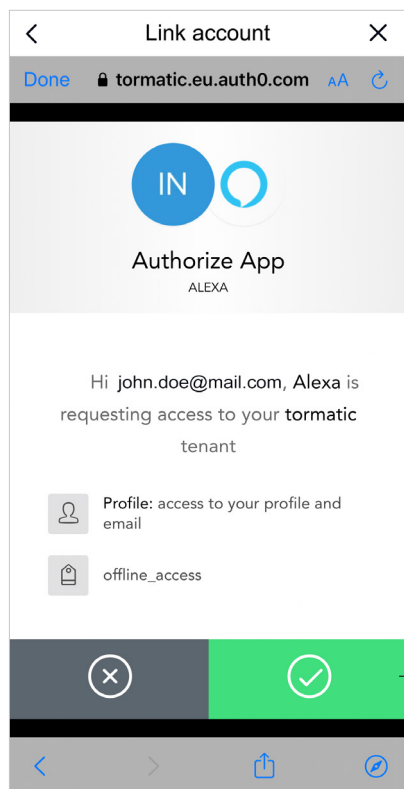 Link account
Done tormatic.eu.auth0.com AA
IN
Authorize App
ALEXA
Hi john.doe@mail.com, Alexa is
requesting access to your tormatic
tenant
Profile: access to your profile and
email
offline_access